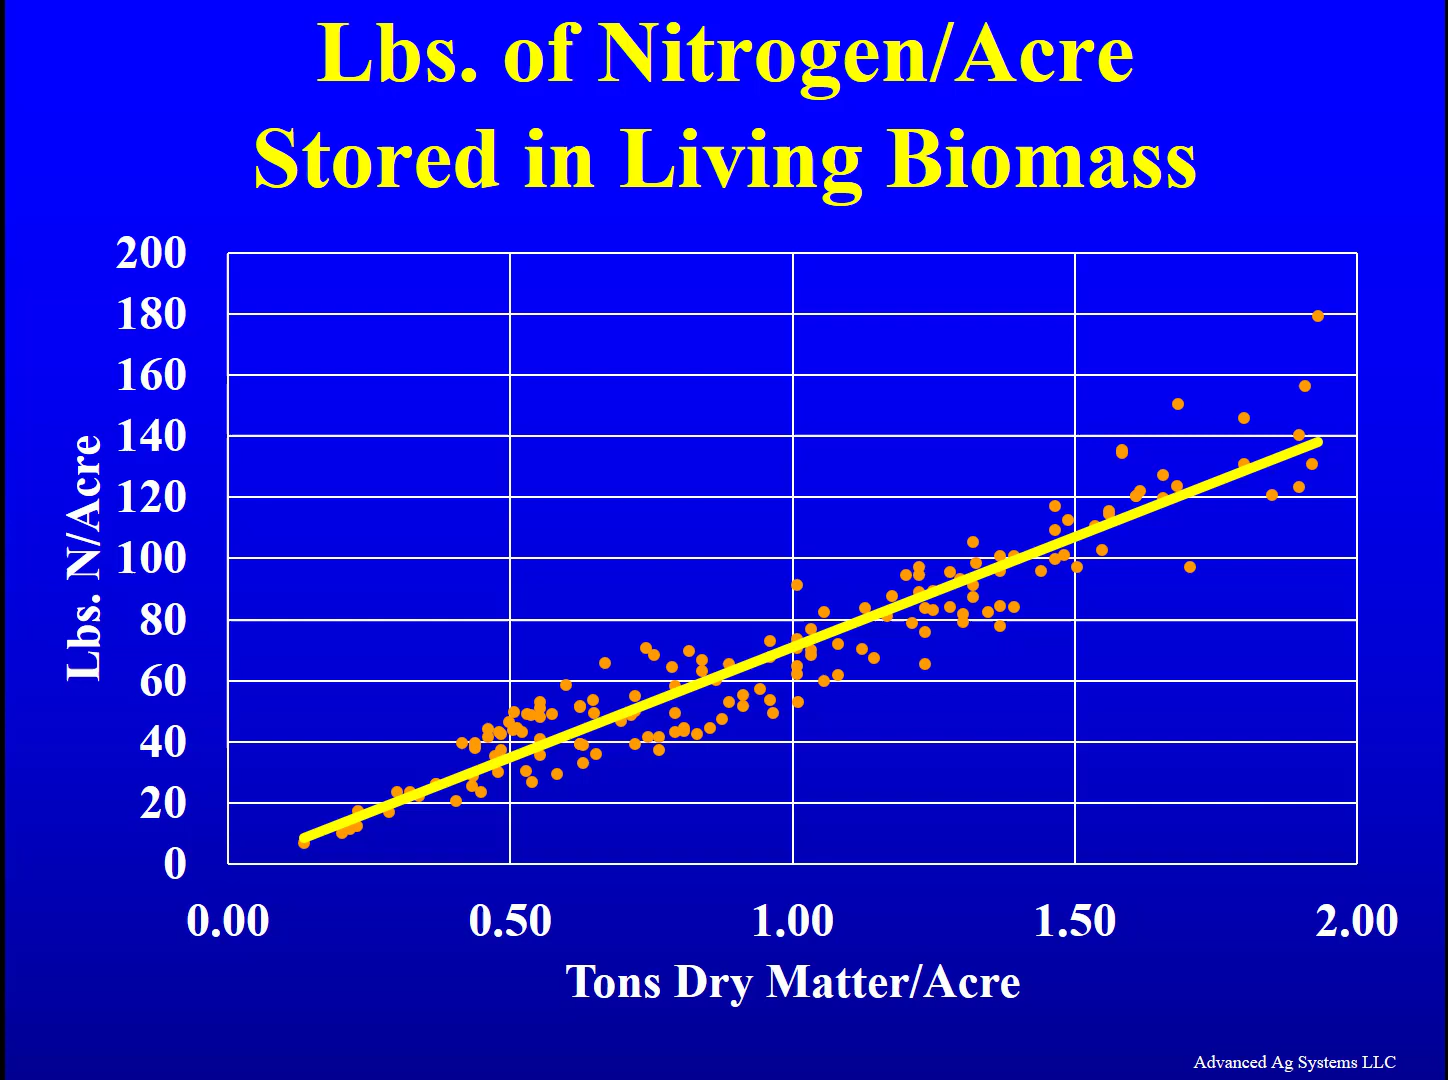 Lbs. of Nitrogen/Acre
Stored in Living Biomass
200
180
160
140
120
100
80
60
40
20
0
Lbs. N/Acre
0.00 0.50 1.00 1.50 2.00
Tons Dry Matter/Acre
Advanced Ag Systems LLC